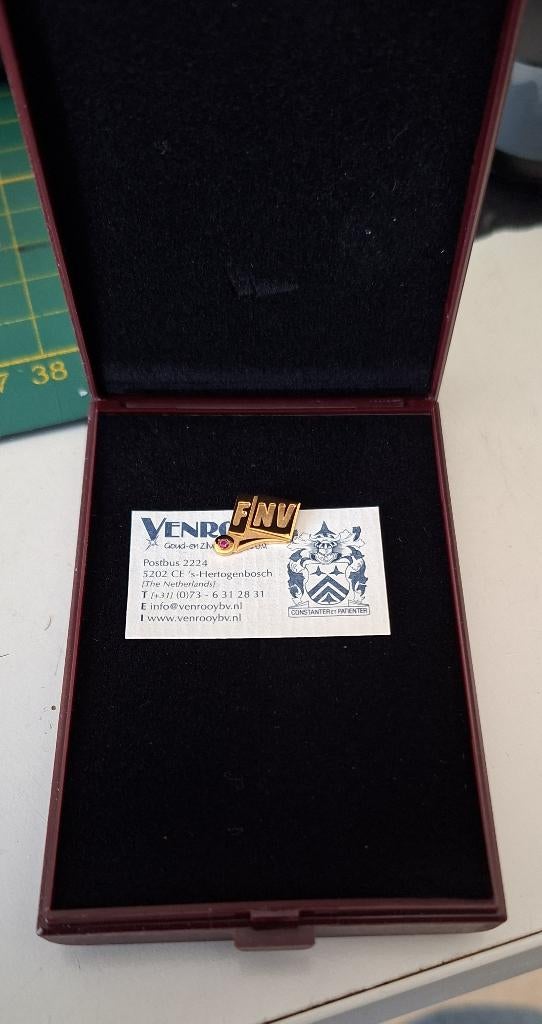 7 38
FNV
VENRO
Goud-en
Postbus 2224
5202 CE 's-Hertogenbosch
[The Netherlands]
T [+31] (0)73 - 6 31 28 31
E info@venrooybv.nl
I www.venrooybv.nl
CONSTANTER ET PATIENTER